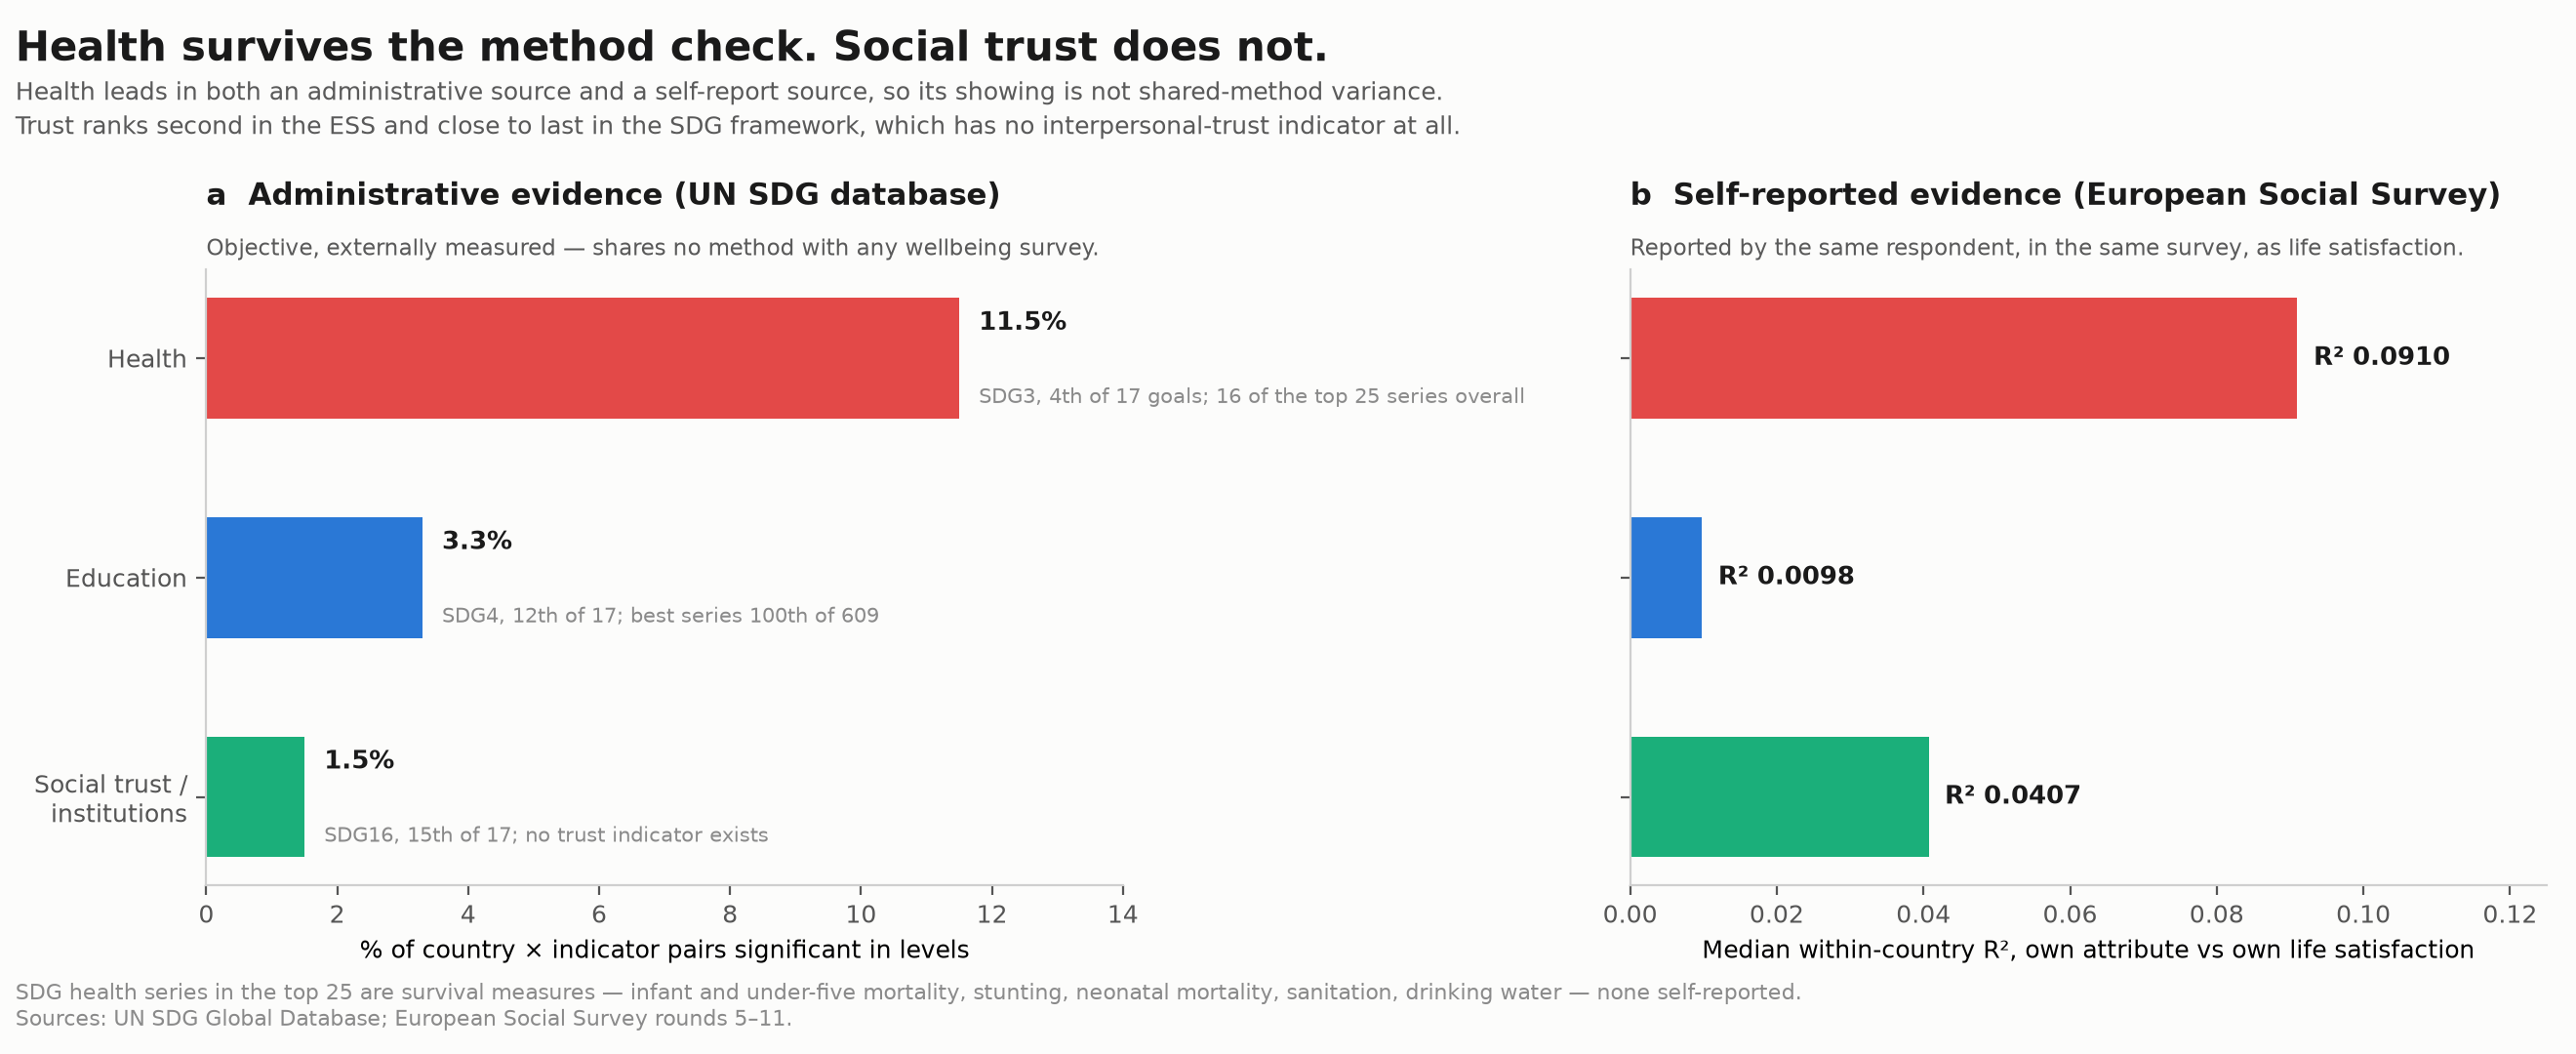 Health survives the method check. Social trust does not.
Health leads in both an administrative source and a self-report source, so its showing is not shared-method variance.
Trust ranks second in the ESS and close to last in the SDG framework, which has no interpersonal-trust indicator at all.
a Administrative evidence (UN SDG database)
Objective, externally measured — shares no method with any wellbeing survey.
Health
11.5%
SDG3, 4th of 17 goals; 16 of the top 25 series overall
Education
3.3%
SDG4, 12th of 17; best series 100th of 609
Social trust /
institutions
1.5%
SDG16, 15th of 17; no trust indicator exists
0 2 4 6 8 10 12 14
% of country × indicator pairs significant in levels
b Self-reported evidence (European Social Survey)
Reported by the same respondent, in the same survey, as life satisfaction.
R² 0.0910
R² 0.0098
R² 0.0407
0.00 0.02 0.04 0.06 0.08 0.10 0.12
Median within-country R², own attribute vs own life satisfaction
SDG health series in the top 25 are survival measures — infant and under-five mortality, stunting, neonatal mortality, sanitation, drinking water — none self-reported.
Sources: UN SDG Global Database; European Social Survey rounds 5–11.